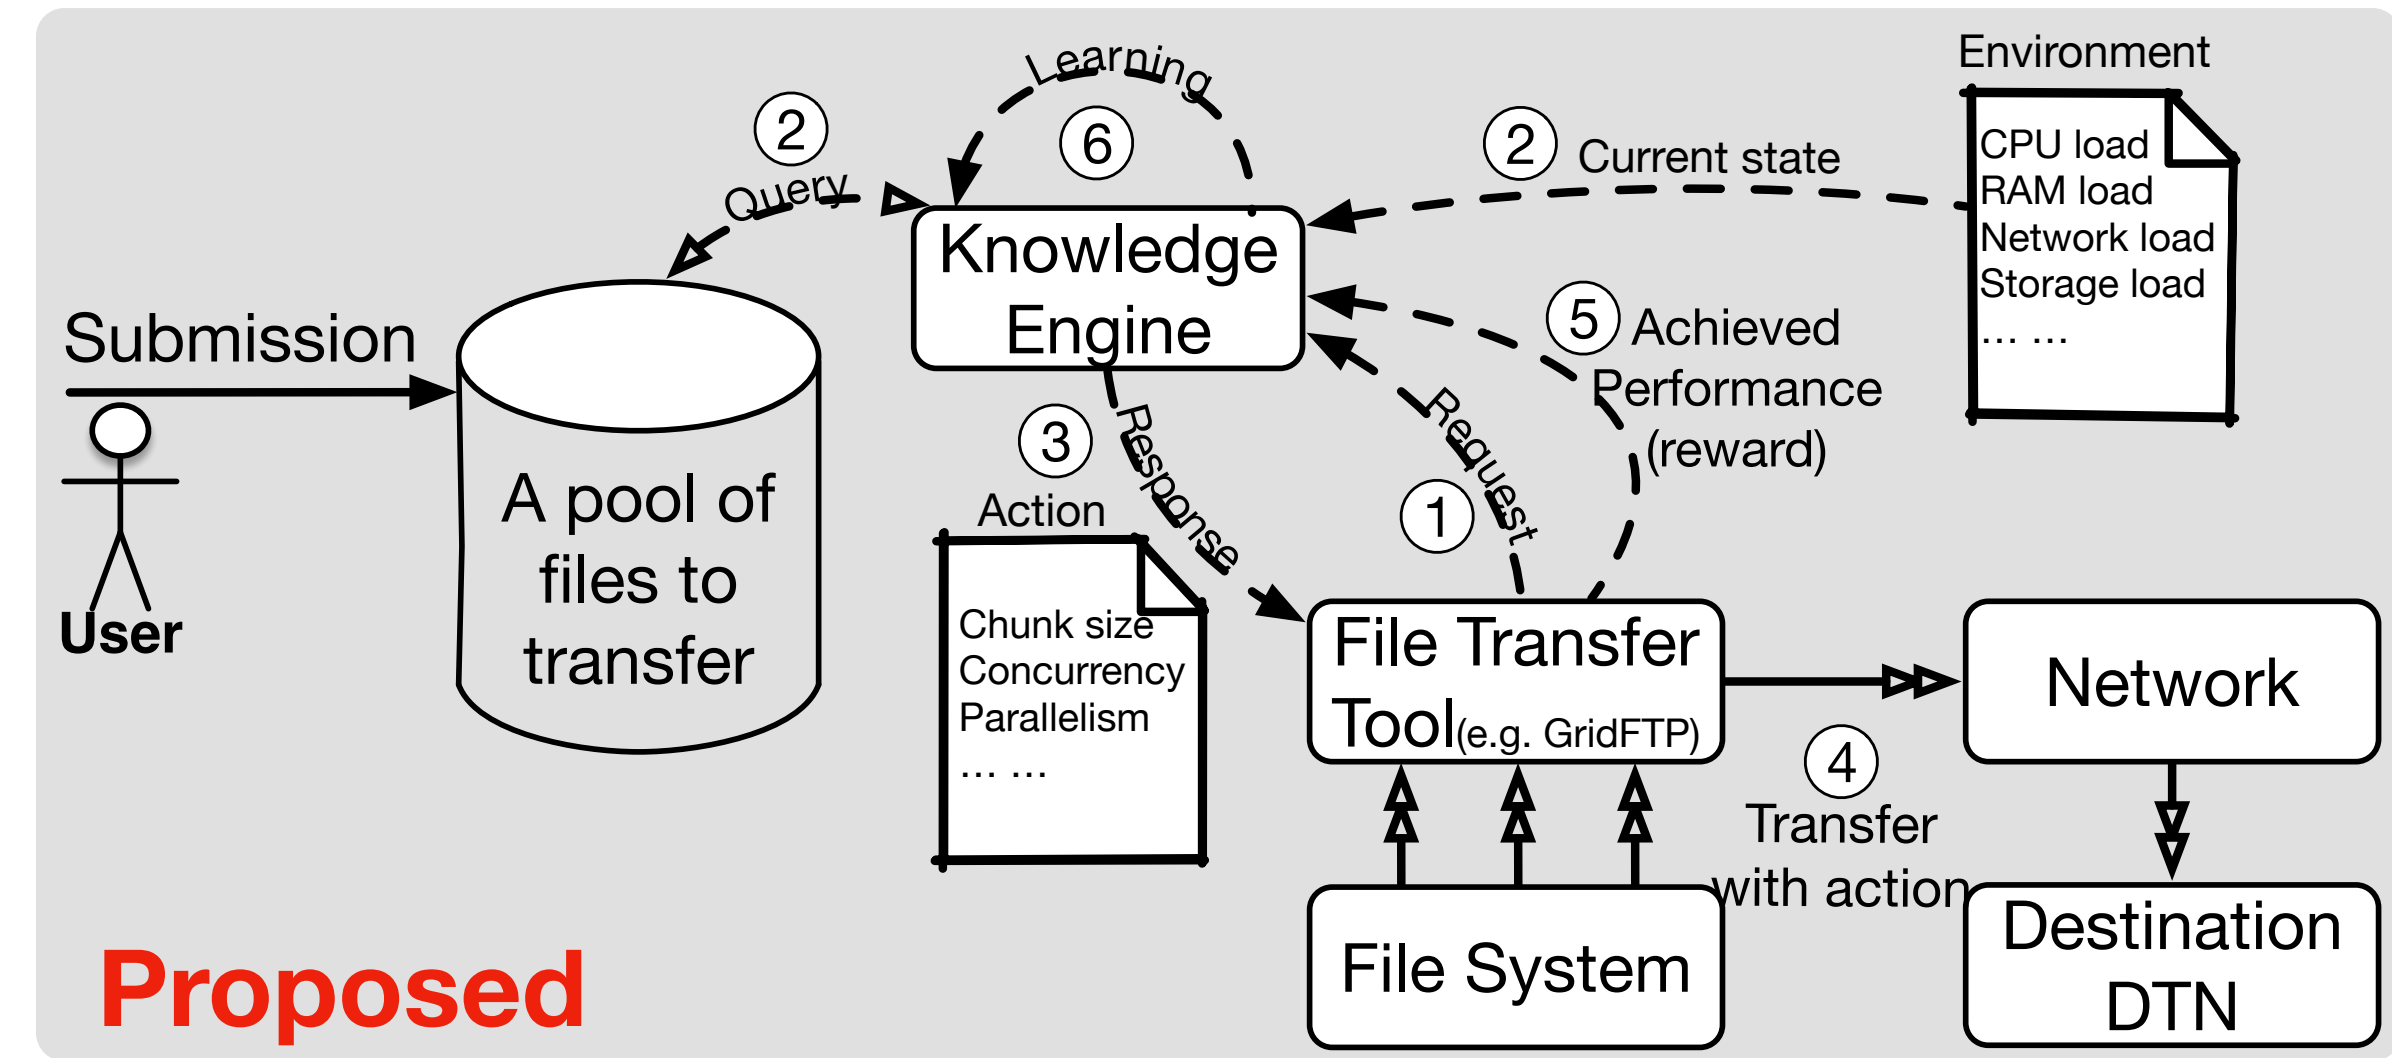 Submission
User
A pool of
files to
transfer
2
Query
Learning
6
Knowledge
Engine
2
Current state
Environment
CPU load
RAM load
Network load
Storage load
... ...
5
Achieved
Performance
(reward)
Request
1
3
Response
Action
Chunk size
Concurrency
Parallelism
... ...
File Transfer
Tool(e.g. GridFTP)
Network
4
Transfer
with action
File System
Destination
DTN
Proposed